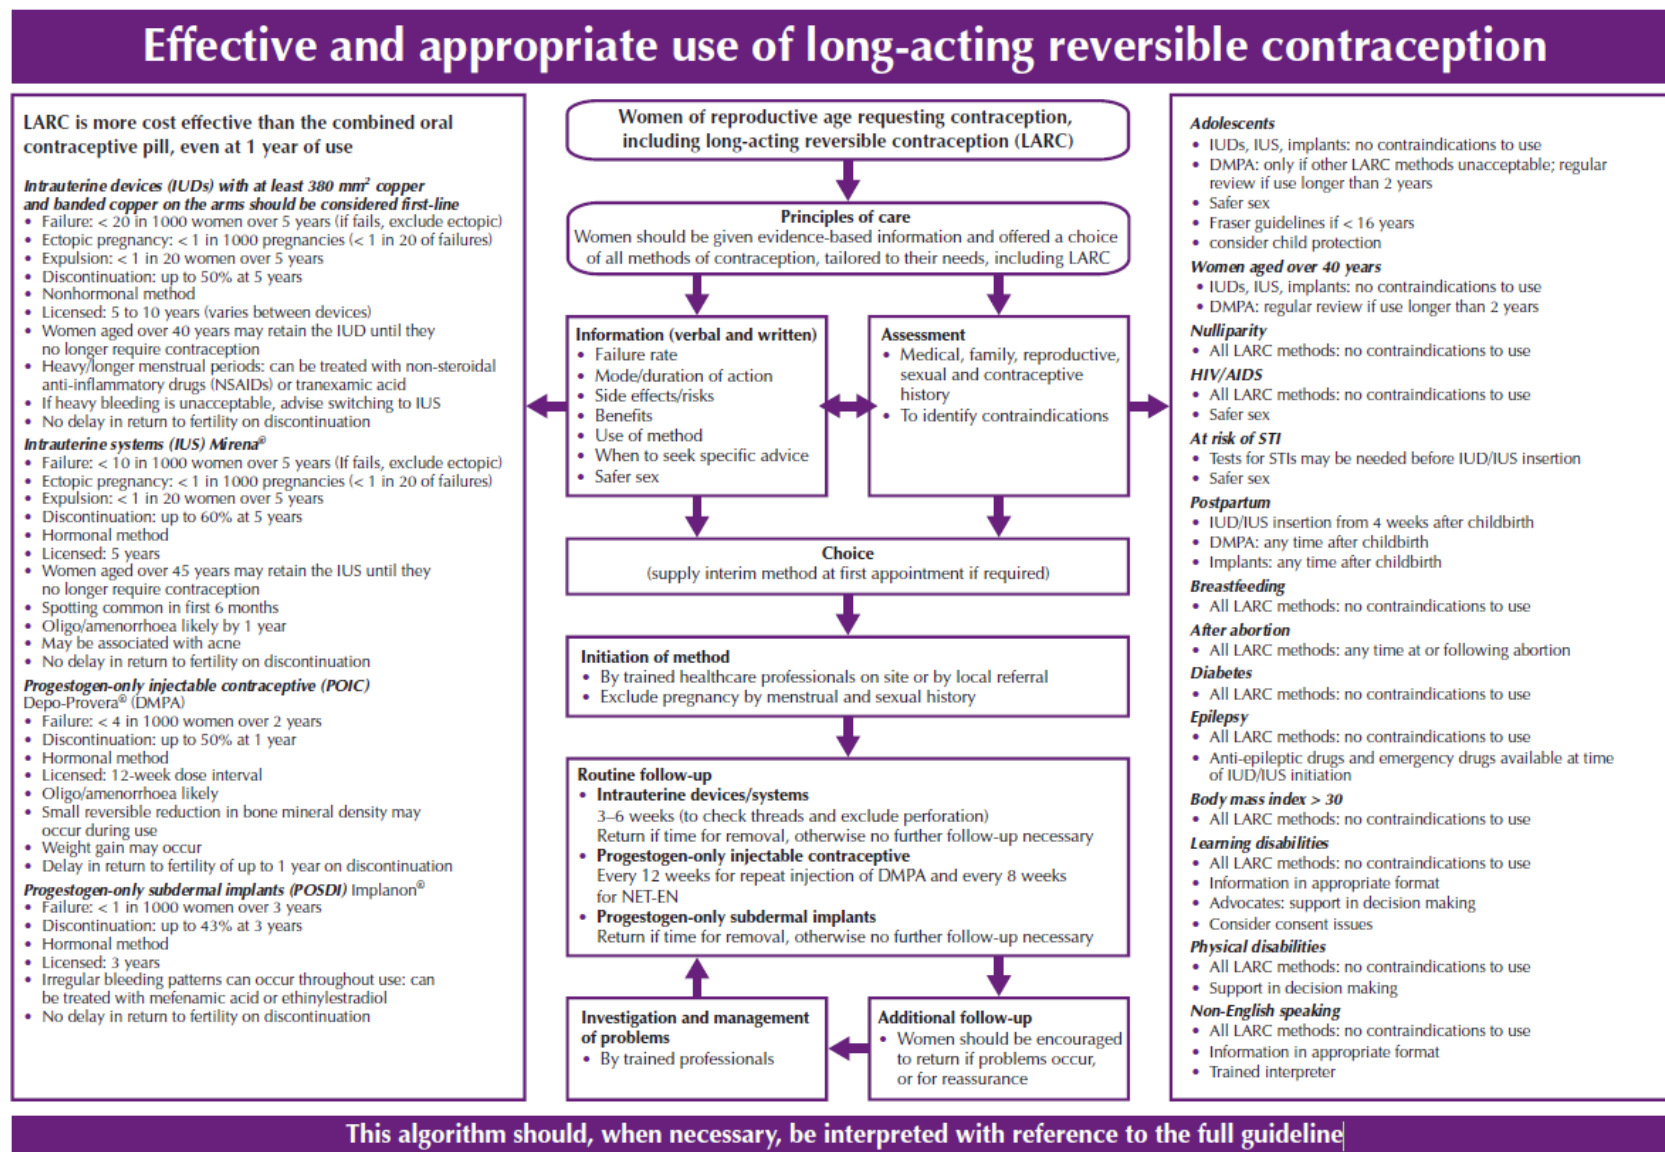 Effective and appropriate use of long-acting reversible contraception
LARC is more cost effective than the combined oral
contraceptive pill, even at 1 year of use
Intrauterine devices (IUDs) with at least 380 mm² copper
and banded copper on the arms should be considered first-line
• Failure: < 20 in 1000 women over 5 years (if fails, exclude ectopic)
• Ectopic pregnancy: < 1 in 1000 pregnancies (< 1 in 20 of failures)
• Expulsion: < 1 in 20 women over 5 years
• Discontinuation: up to 50% at 5 years
• Nonhormonal method
• Licensed: 5 to 10 years (varies between devices)
• Women aged over 40 years may retain the IUD until they
no longer require contraception
• Heavy/longer menstrual periods: can be treated with non-steroidal
anti-inflammatory drugs (NSAIDs) or tranexamic acid
• If heavy bleeding is unacceptable, advise switching to IUS
• No delay in return to fertility on discontinuation
Intrauterine systems (IUS) Mirena®
• Failure: < 10 in 1000 women over 5 years (If fails, exclude ectopic)
• Ectopic pregnancy: < 1 in 1000 pregnancies (< 1 in 20 of failures)
• Expulsion: < 1 in 20 women over 5 years
• Discontinuation: up to 60% at 5 years
• Hormonal method
• Licensed: 5 years
• Women aged over 45 years may retain the IUS until they
no longer require contraception
• Spotting common in first 6 months
• Oligo/amenorrhoea likely by 1 year
• May be associated with acne
• No delay in return to fertility on discontinuation
Progestogen-only injectable contraceptive (POIC)
Depo-Provera® (DMPA)
• Failure: < 4 in 1000 women over 2 years
• Discontinuation: up to 50% at 1 year
• Hormonal method
• Licensed: 12-week dose interval
• Oligo/amenorrhoea likely
• Small reversible reduction in bone mineral density may
occur during use
• Weight gain may occur
• Delay in return to fertility of up to 1 year on discontinuation
Progestogen-only subdermal implants (POSDI) Implanon®
• Failure: < 1 in 1000 women over 3 years
• Discontinuation: up to 43% at 3 years
• Hormonal method
• Licensed: 3 years
• Irregular bleeding patterns can occur throughout use: can
be treated with mefenamic acid or ethinylestradiol
• No delay in return to fertility on discontinuation
Women of reproductive age requesting contraception,
including long-acting reversible contraception (LARC)
Principles of care
Women should be given evidence-based information and offered a choice
of all methods of contraception, tailored to their needs, including LARC
Information (verbal and written)
• Failure rate
• Mode/duration of action
• Side effects/risks
• Benefits
• Use of method
• When to seek specific advice
• Safer sex
Assessment
• Medical, family, reproductive,
sexual and contraceptive
history
• To identify contraindications
Choice
(supply interim method at first appointment if required)
Initiation of method
• By trained healthcare professionals on site or by local referral
• Exclude pregnancy by menstrual and sexual history
Routine follow-up
• Intrauterine devices/systems
3–6 weeks (to check threads and exclude perforation)
Return if time for removal, otherwise no further follow-up necessary
• Progestogen-only injectable contraceptive
Every 12 weeks for repeat injection of DMPA and every 8 weeks
for NET-EN
• Progestogen-only subdermal implants
Return if time for removal, otherwise no further follow-up necessary
Investigation and management
of problems
• By trained professionals
Additional follow-up
• Women should be encouraged
to return if problems occur,
or for reassurance
Adolescents
• IUDs, IUS, implants: no contraindications to use
• DMPA: only if other LARC methods unacceptable; regular
review if use longer than 2 years
• Safer sex
• Fraser guidelines if < 16 years
• consider child protection
Women aged over 40 years
• IUDs, IUS, implants: no contraindications to use
• DMPA: regular review if use longer than 2 years
Nulliparity
• All LARC methods: no contraindications to use
HIV/AIDS
• All LARC methods: no contraindications to use
• Safer sex
At risk of STI
• Tests for STIs may be needed before IUD/IUS insertion
• Safer sex
Postpartum
• IUD/IUS insertion from 4 weeks after childbirth
• DMPA: any time after childbirth
• Implants: any time after childbirth
Breastfeeding
• All LARC methods: no contraindications to use
After abortion
• All LARC methods: any time at or following abortion
Diabetes
• All LARC methods: no contraindications to use
Epilepsy
• All LARC methods: no contraindications to use
• Anti-epileptic drugs and emergency drugs available at time
of IUD/IUS initiation
Body mass index > 30
• All LARC methods: no contraindications to use
Learning disabilities
• All LARC methods: no contraindications to use
• Information in appropriate format
• Advocates: support in decision making
• Consider consent issues
Physical disabilities
• All LARC methods: no contraindications to use
• Support in decision making
Non-English speaking
• All LARC methods: no contraindications to use
• Information in appropriate format
• Trained interpreter
This algorithm should, when necessary, be interpreted with reference to the full guideline